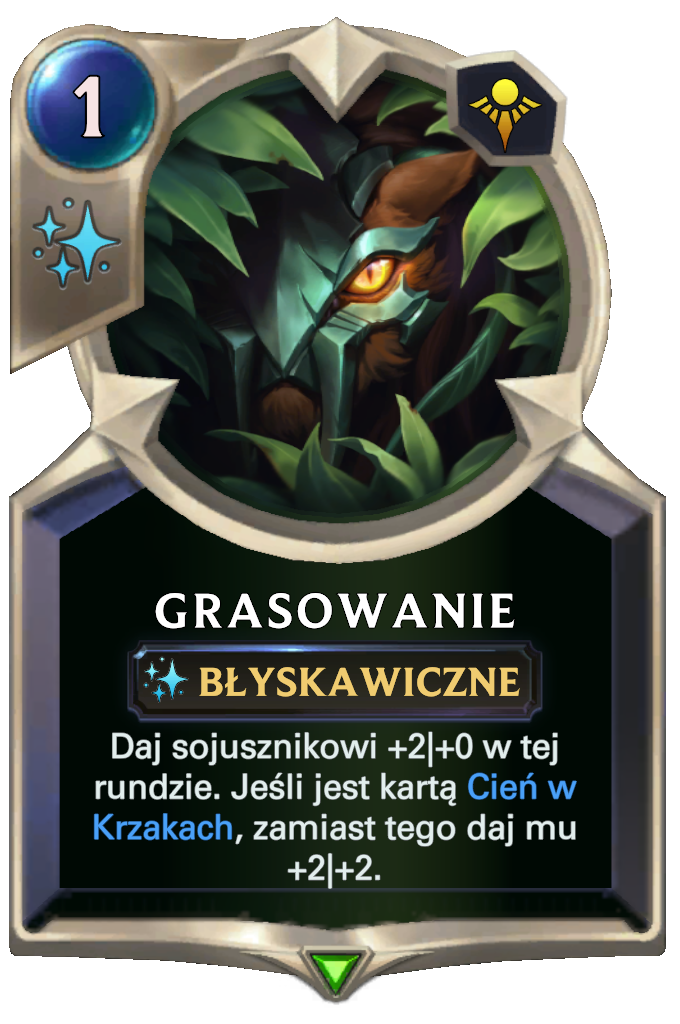 1
GRASOWANIE
BŁYSKAWICZNE
Daj sojusznikowi +2|+0 w tej
rundzie. Jeśli jest kartą Cień w
Krzakach, zamiast tego daj mu
+2|+2.